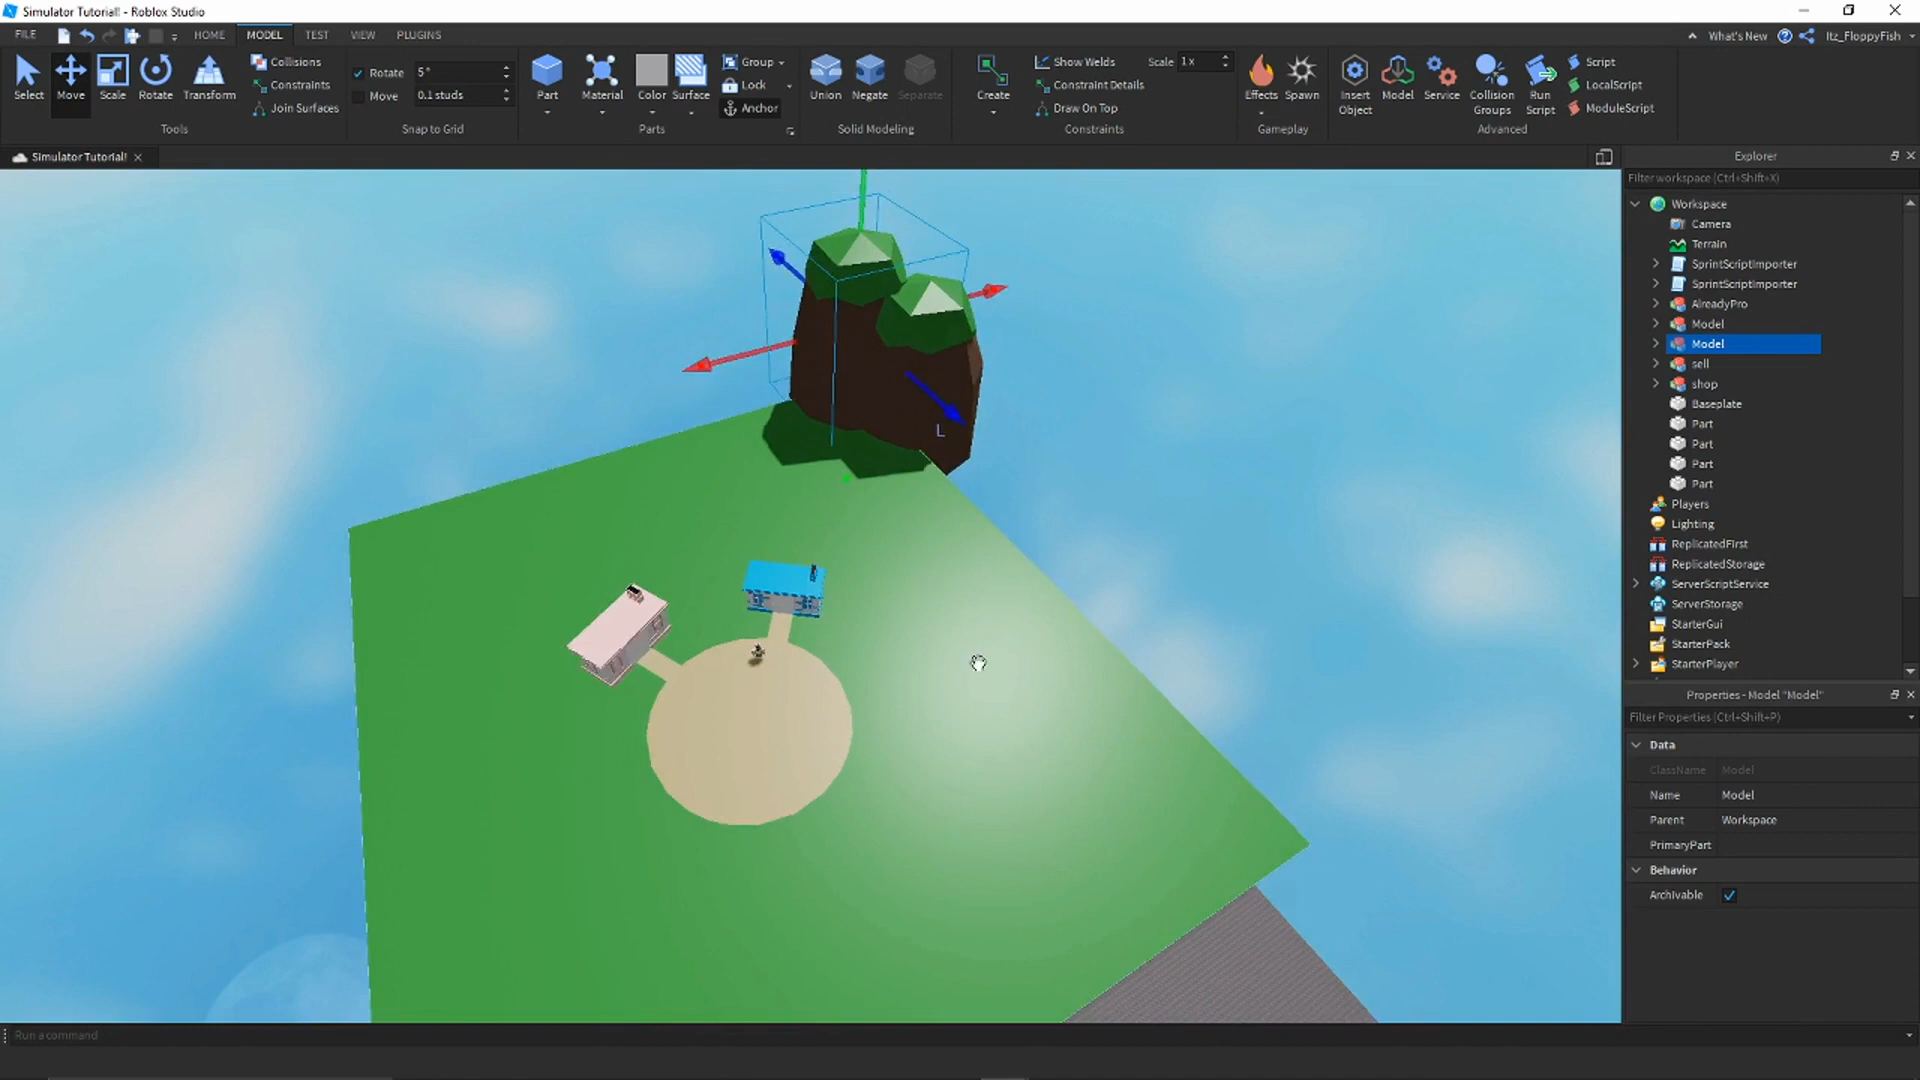 Simulator Tutorial! - Roblox Studio
FILE HOME MODEL TEST VIEW PLUGINS What's New Itz_FloppyFish
Select Move Scale Rotate Transform
Collisions
Constraints
Join Surfaces
Tools
Rotate 5°
Move 0.1 studs
Snap to Grid
Part Material Color Surface
Group
Lock
Anchor
Parts
Union Negate Separate
Solid Modeling
Create
Show Welds Scale 1x
Constraint Details
Draw On Top
Constraints
Effects Spawn
Gameplay
Insert Object Model Service Collision Groups Run Script
Script
LocalScript
ModuleScript
Advanced
Simulator Tutorial!
Explorer
Filter workspace (Ctrl+Shift+X)
Workspace
Camera
Terrain
SprintScriptImporter
SprintScriptImporter
AlreadyPro
Model
Model
sell
shop
Baseplate
Part
Part
Part
Part
Players
Lighting
ReplicatedFirst
ReplicatedStorage
ServerScriptService
ServerStorage
StarterGui
StarterPack
StarterPlayer
L
Properties - Model "Model"
Filter Properties (Ctrl+Shift+P)
Data
ClassName Model
Name Model
Parent Workspace
PrimaryPart
Behavior
Archivable
Run a command